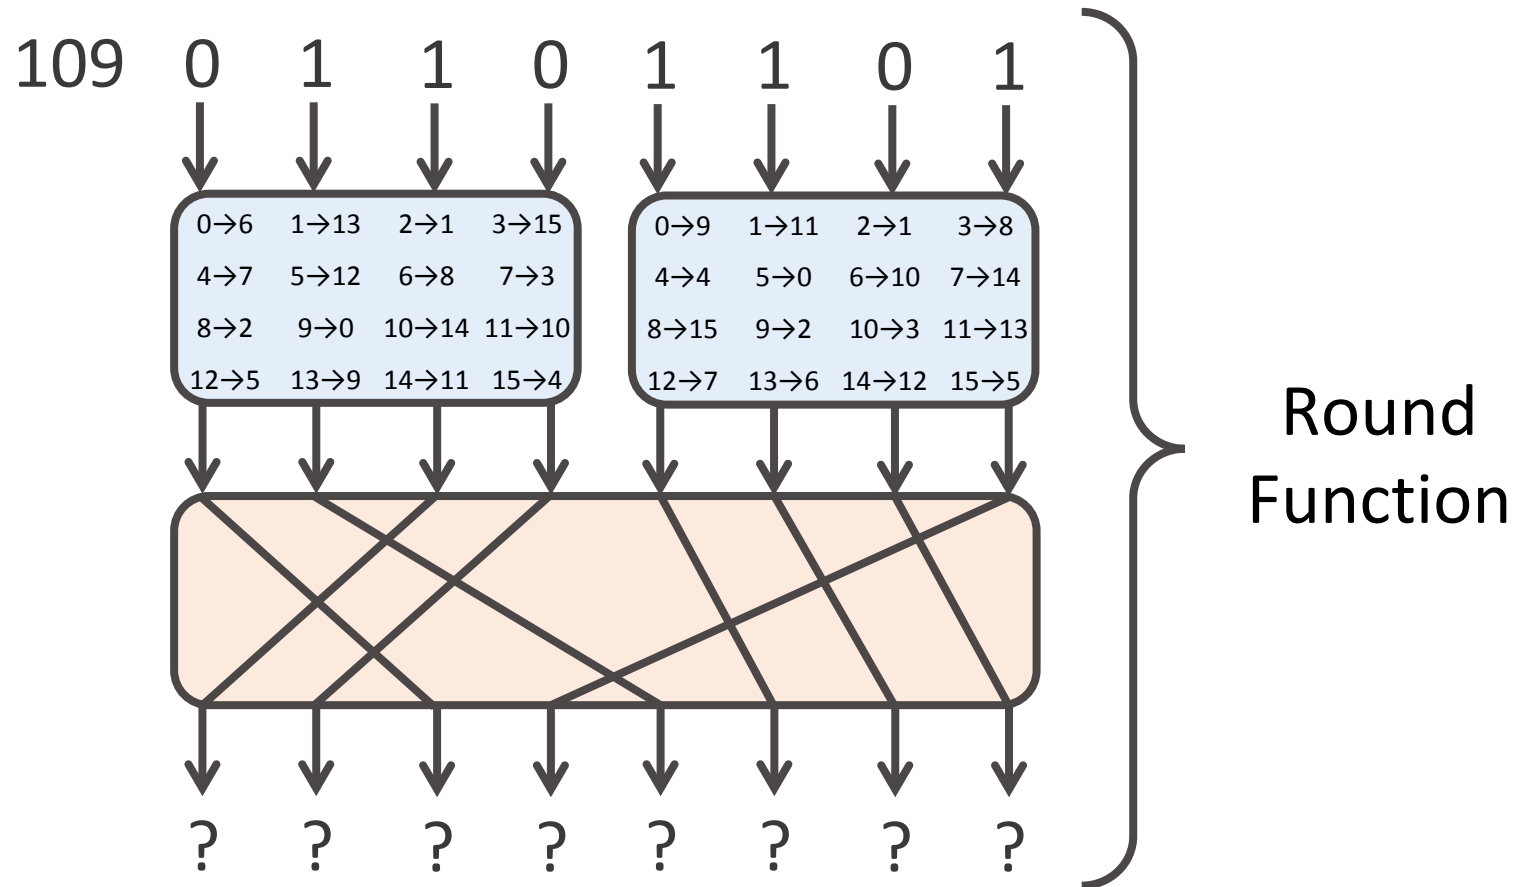 109 0 1 1 0 1 1 0 1
0→6 1→13 2→1 3→15
4→7 5→12 6→8 7→3
8→2 9→0 10→14 11→10
12→5 13→9 14→11 15→4
0→9 1→11 2→1 3→8
4→4 5→0 6→10 7→14
8→15 9→2 10→3 11→13
12→7 13→6 14→12 15→5
? ? ? ? ? ? ? ?
Round
Function